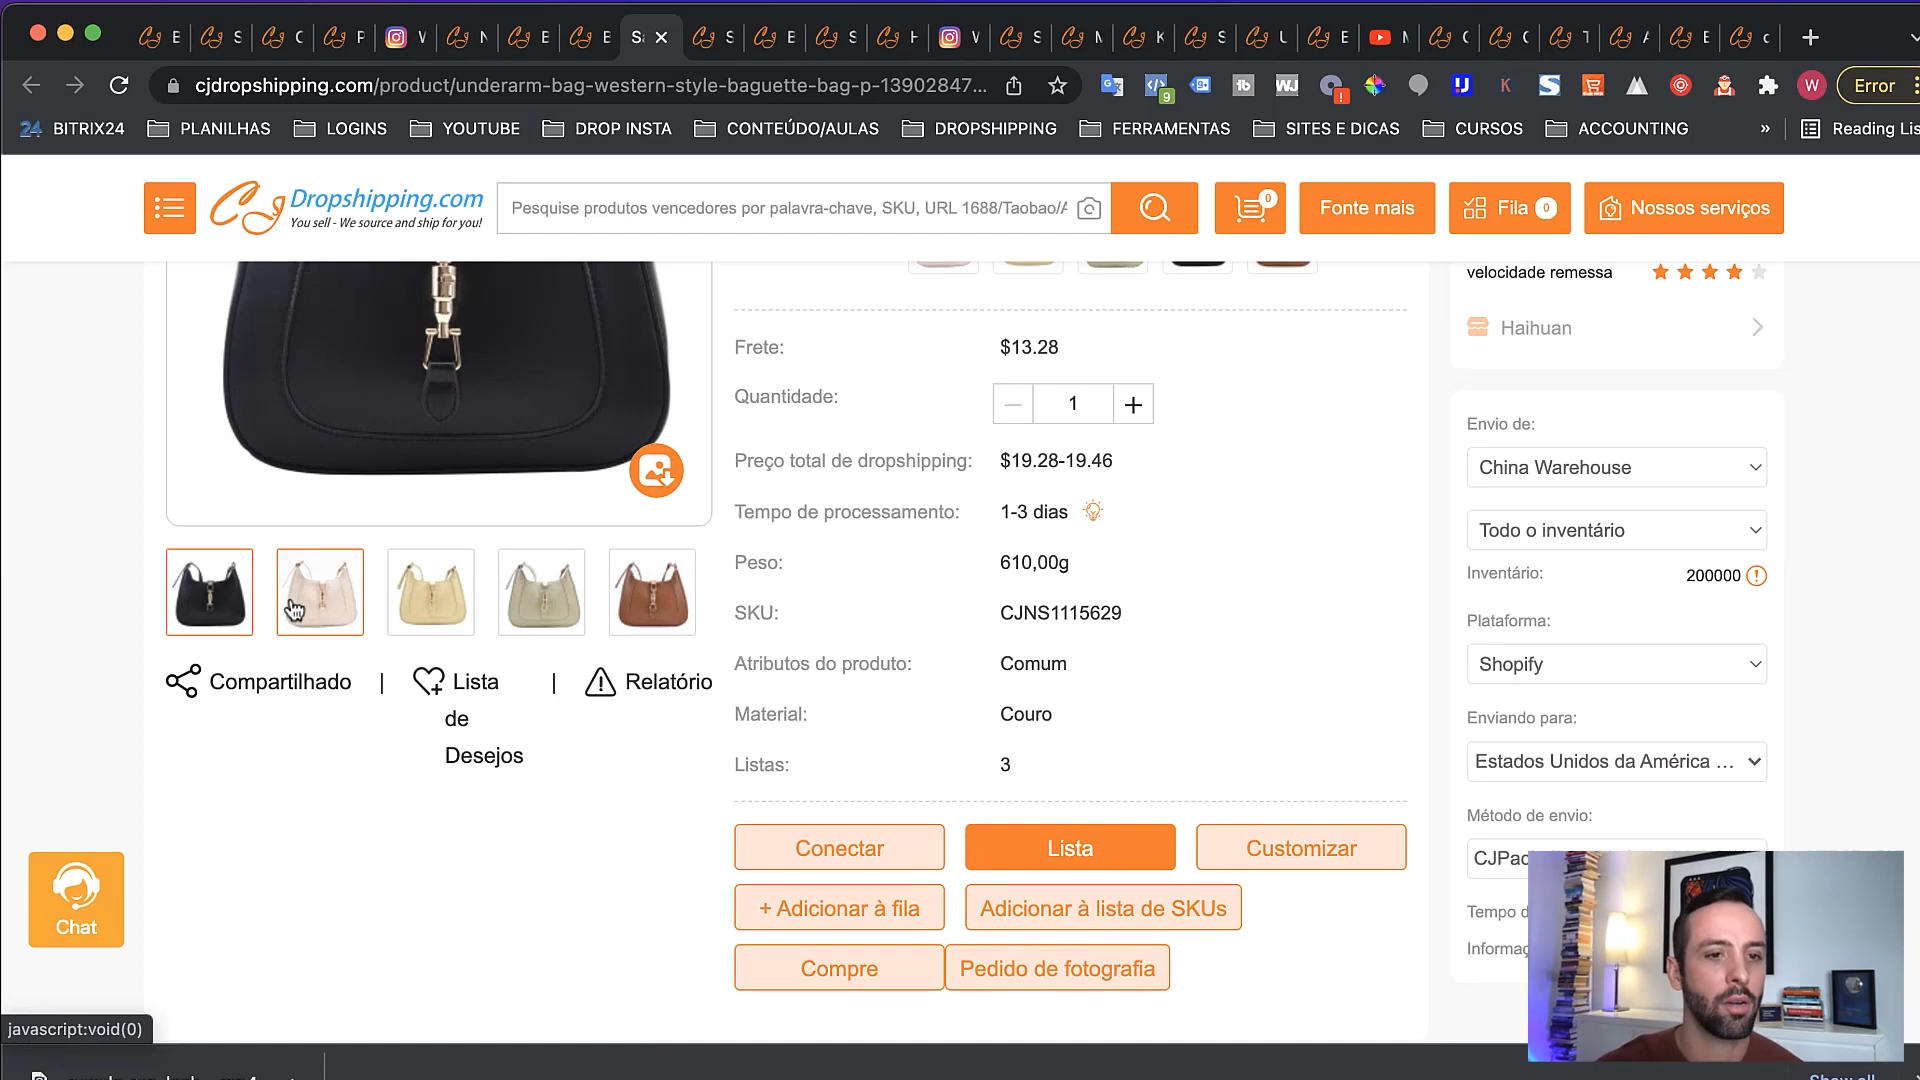 E
S
C
F
V
N
E
E
S
S
E
S
H
V
S
M
K
S
U
E
N
C
C
T
A
E
c
cjdropshipping.com/product/underarm-bag-western-style-baguette-bag-p-13902847...
9
1b
WJ
K
W
Error
24 BITRIX24
PLANILHAS
LOGINS
YOUTUBE
DROP INSTA
CONTEÚDO/AULAS
DROPSHIPPING
FERRAMENTAS
SITES E DICAS
CURSOS
ACCOUNTING
»
Reading Lis
Dropshipping.com
You sell - We source and ship for you!
Pesquise produtos vencedores por palavra-chave, SKU, URL 1688/Taobao/A
0
Fonte mais
Fila 0
Nossos serviços
velocidade remessa
Haihuan
Frete: $13.28
Quantidade: 1
Preço total de dropshipping: $19.28-19.46
Tempo de processamento: 1-3 dias
Peso: 610,00g
SKU: CJNS1115629
Atributos do produto: Comum
Material: Couro
Listas: 3
Compartilhado | Lista de Desejos | Relatório
Conectar
Lista
Customizar
+ Adicionar à fila
Adicionar à lista de SKUs
Compre
Pedido de fotografia
Envio de:
China Warehouse
Todo o inventário
Inventário: 200000
Plataforma:
Shopify
Enviando para:
Estados Unidos da América ...
Método de envio:
CJPac
Tempo d
Informaç
Chat
javascript:void(0)